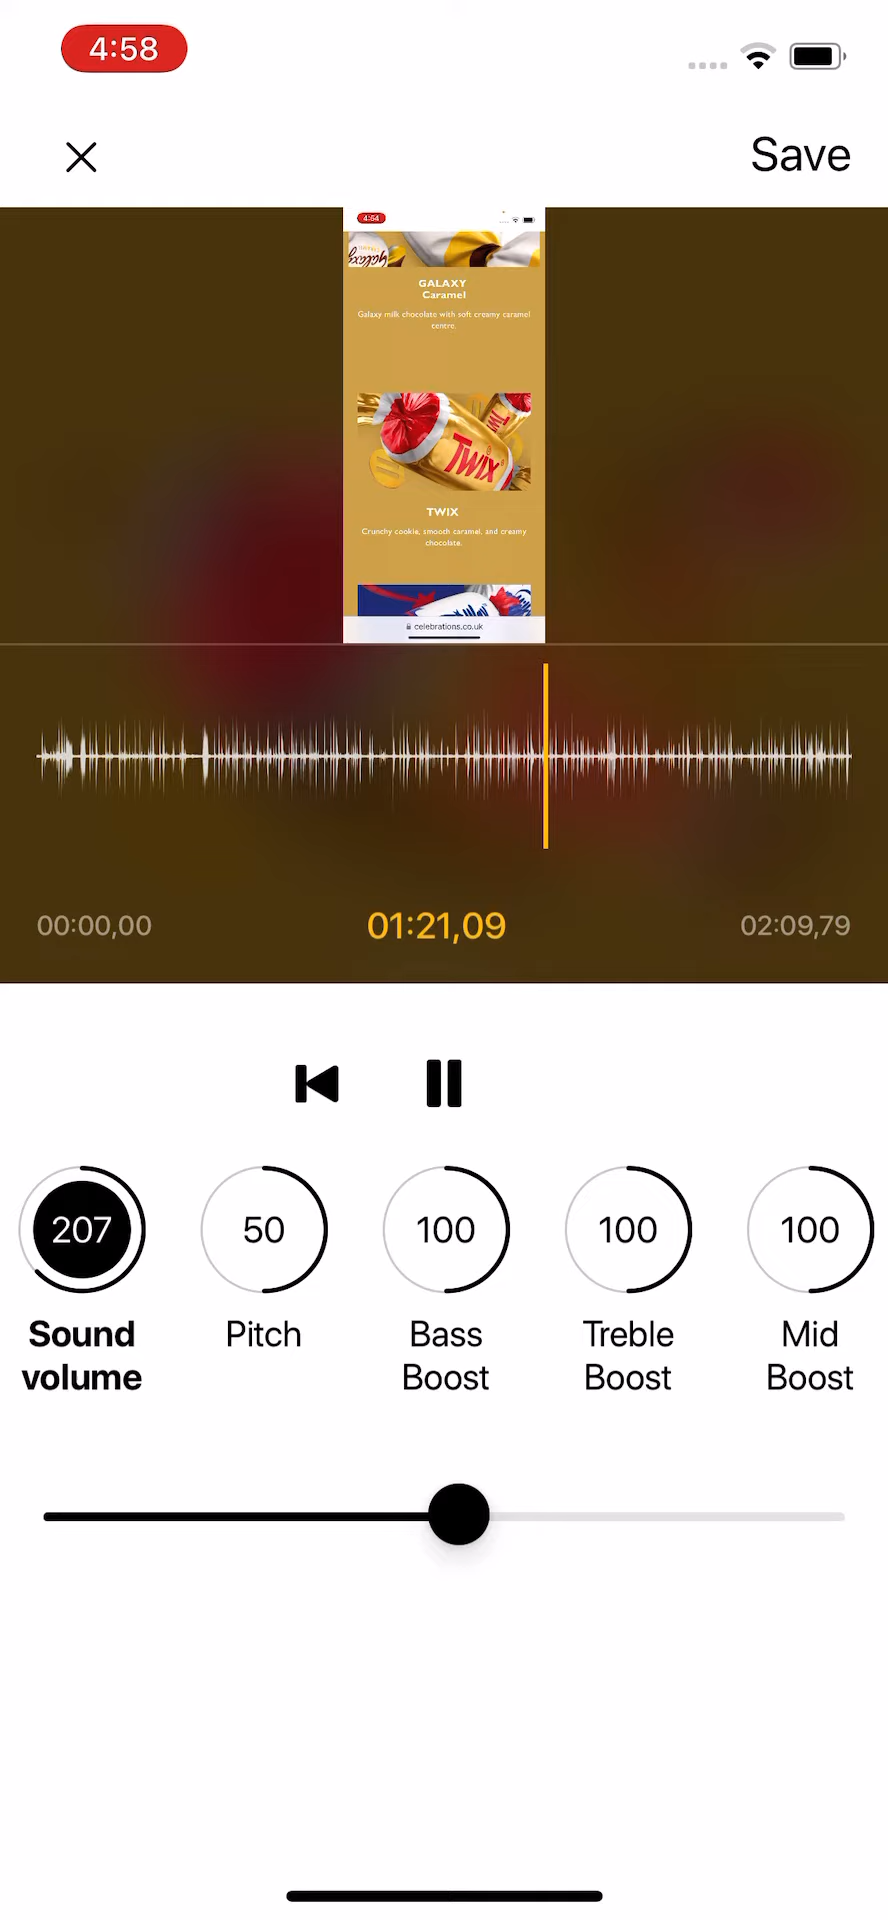 4:58
Save
4:54
Galaxy
GALAXY
Caramel
Galaxy milk chocolate with soft creamy caramel
centre.
TWIX
TWIX
Crunchy cookie, smooth caramel, and creamy
chocolate.
celebrations.co.uk
00:00,00 01:21,09 02:09,79
207 50 100 100 100
Sound Pitch Bass Treble Mid
volume Boost Boost Boost